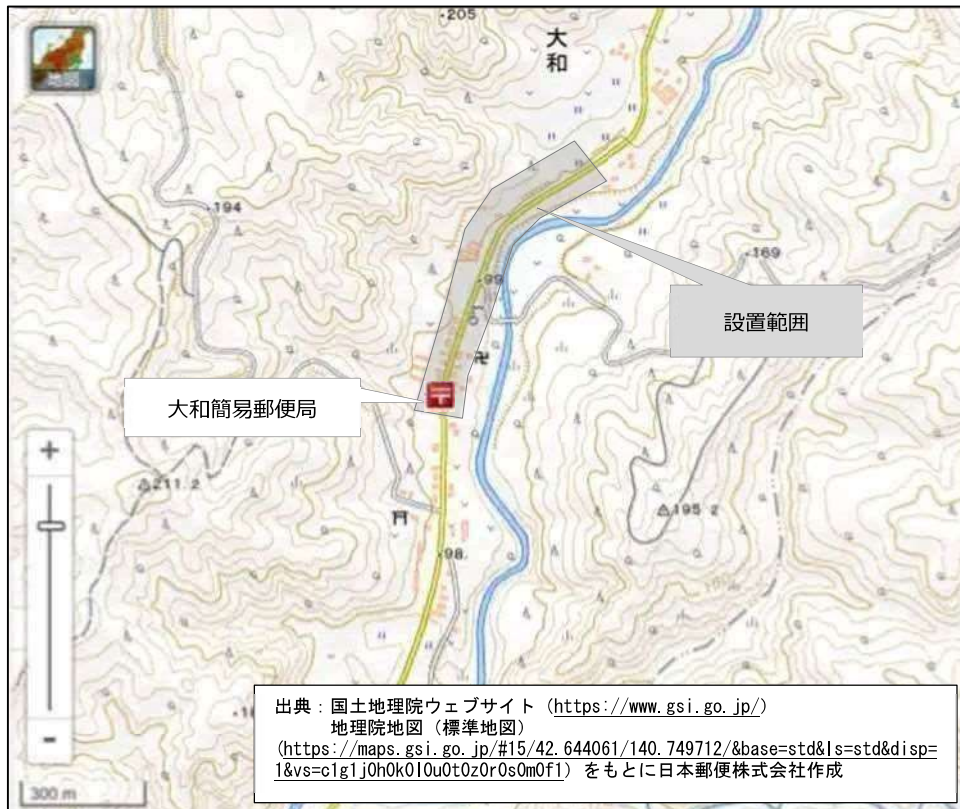 ・205
大
和
地図
・194
・169
・99
設置範囲
大和簡易郵便局
+
211.2
195.2
・98.
出典：国土地理院ウェブサイト（https://www.gsi.go.jp/）
地理院地図（標準地図）
（https://maps.gsi.go.jp/#15/42.644061/140.749712/&base=std&ls=std&disp=
1&vs=c1g1j0h0k0l0u0t0z0r0s0m0f1）をもとに日本郵便株式会社作成
-
300 m